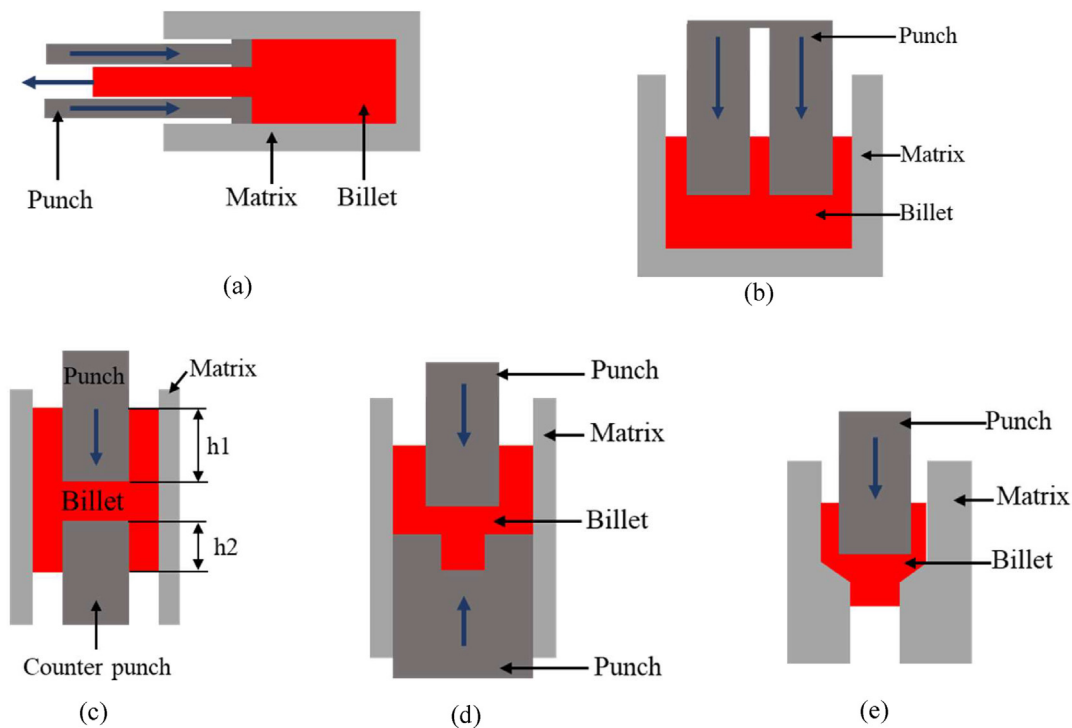 Punch
Matrix
Billet
(a)
Punch
Matrix
Billet
(b)
Punch
Matrix
h1
Billet
h2
Counter punch
(c)
Punch
Matrix
Billet
Punch
(d)
Punch
Matrix
Billet
(e)